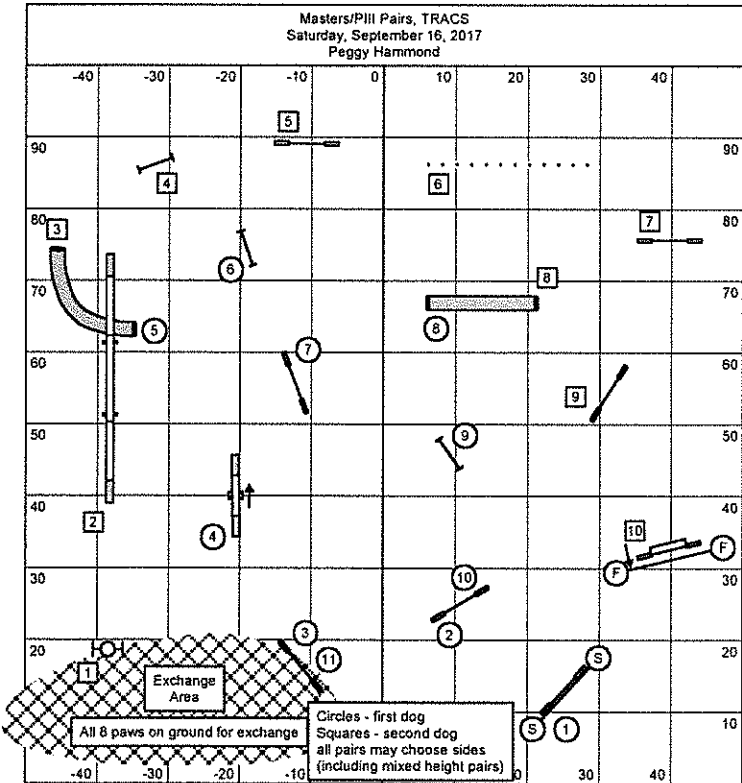 Masters/PIII Pairs, TRACS
Saturday, September 16, 2017
Peggy Hammond
-40 -30 -20 -10 0 10 20 30 40
5
90 90
4 6
80 80
3 7
6
70 8 70
5 8
7
60 60
9
50 50
9
2
40 40
4 10
F F
30 30
10
3 2
20 20
11 S
1
Exchange
Area
All 8 paws on ground for exchange
Circles - first dog
Squares - second dog
all pairs may choose sides
(including mixed height pairs)
S 1
10 10
-40 -30 -20 -10 0 10 20 30 40